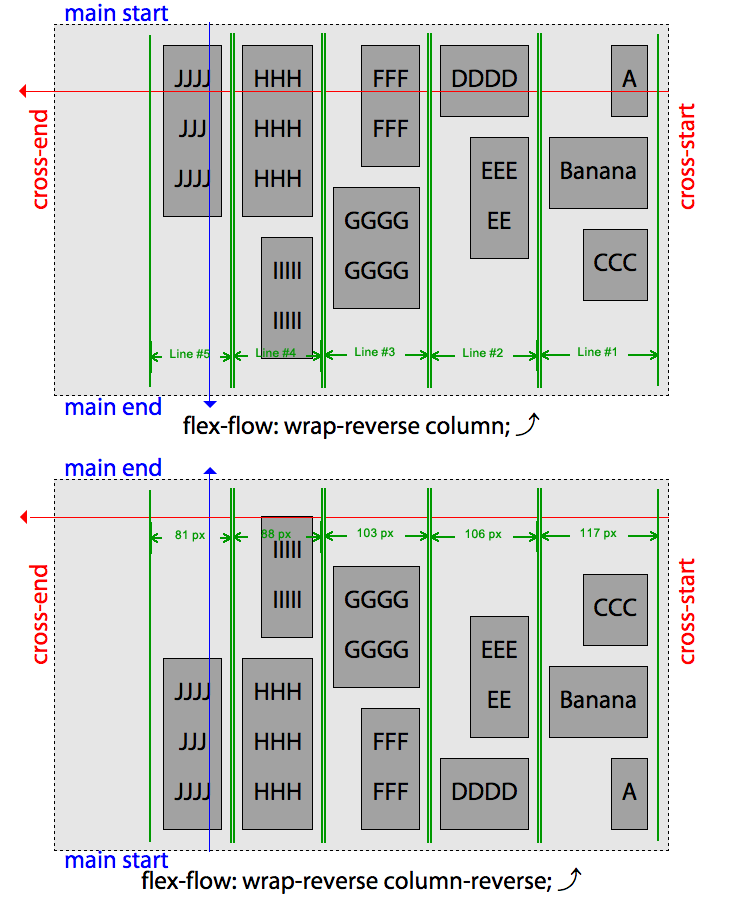 main start
JJJJ HHH FFF DDDD A
JJJ HHH FFF
JJJJ HHH
EEE Banana
EE
GGGG
GGGG
CCC
IIIII
IIIII
cross-end
cross-start
Line #5 Line #4 Line #3 Line #2 Line #1
main end
flex-flow: wrap-reverse column;
main end
81 px 88 px 103 px 106 px 117 px
IIIII
IIIII
GGGG
GGGG
CCC
EEE
EE
Banana
cross-end
cross-start
JJJJ HHH
JJJ HHH FFF
JJJJ HHH FFF DDDD A
main start
flex-flow: wrap-reverse column-reverse;